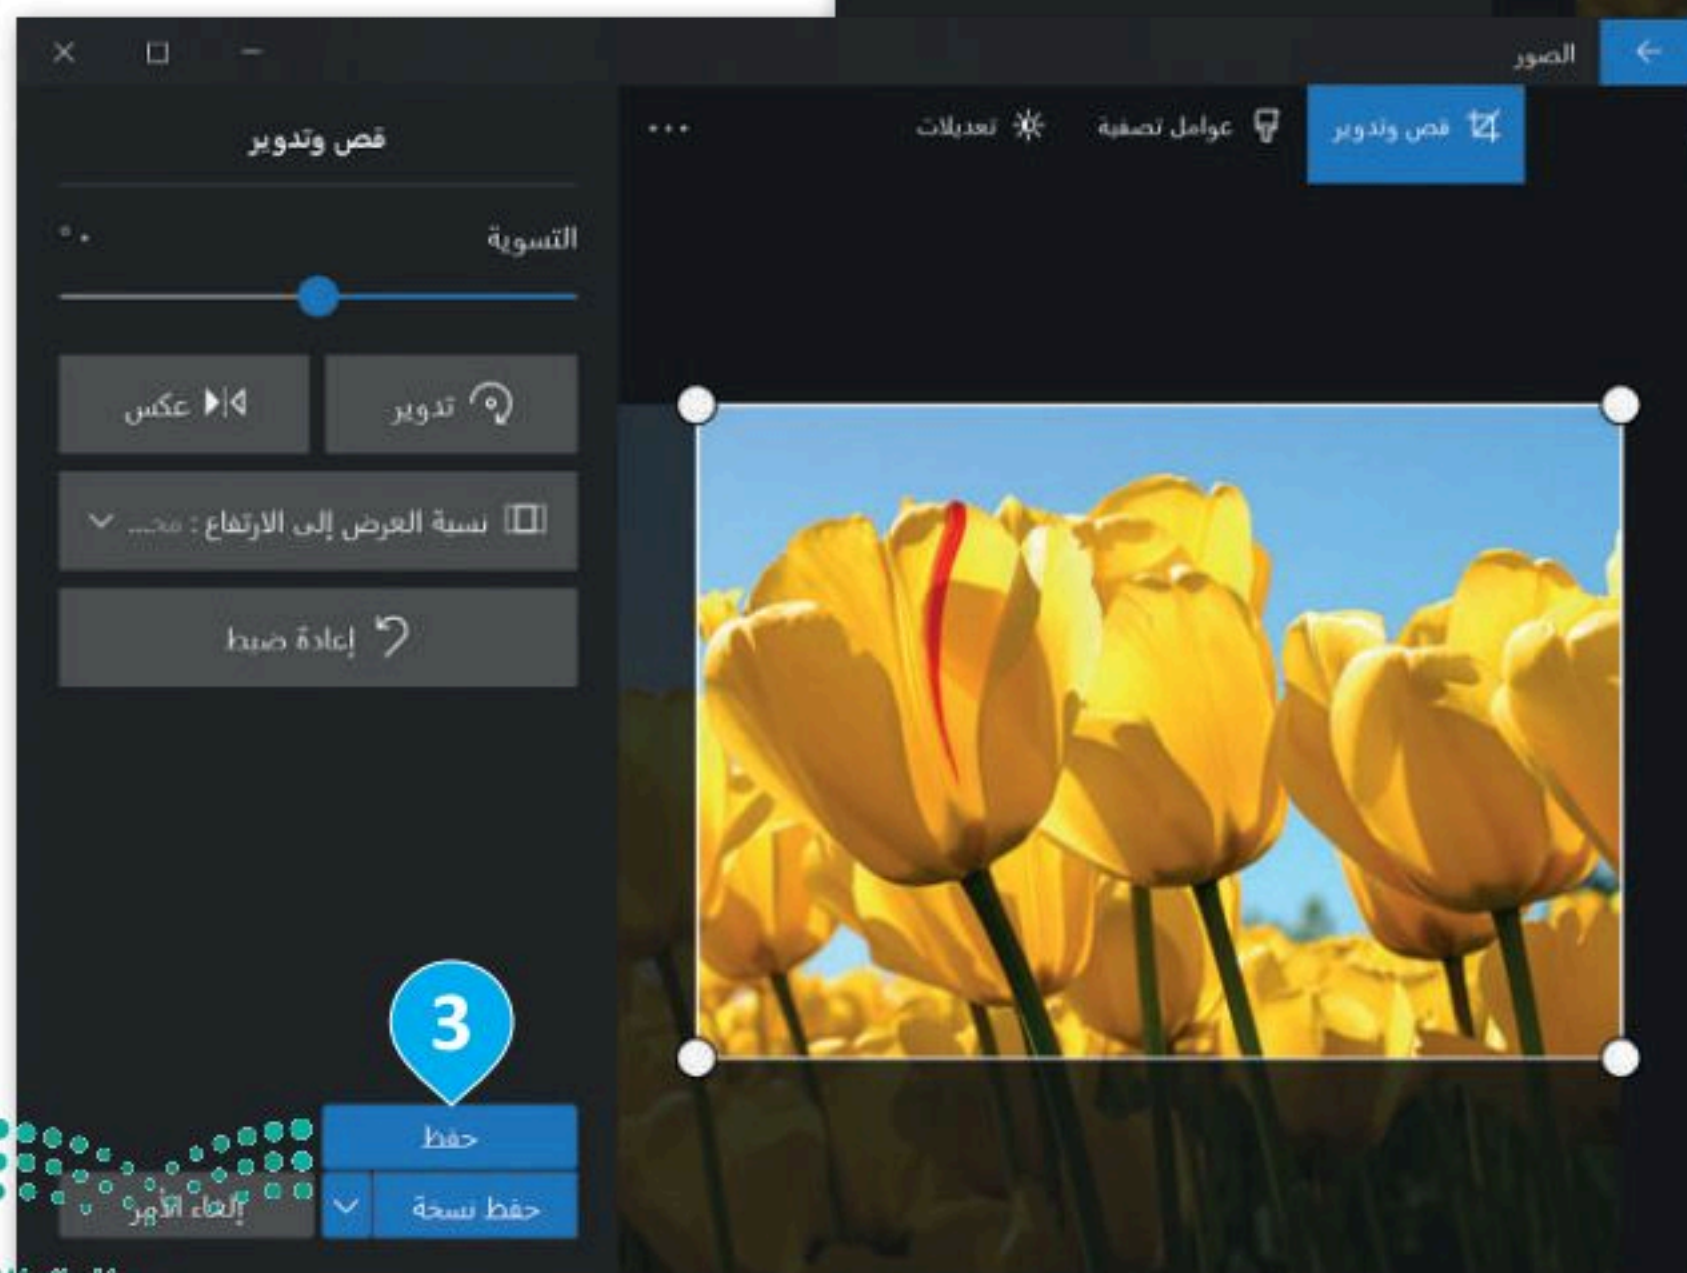 الصور
قص وتدوير
عوامل تصفية
تعديلات
قص وتدوير
التسوية
تدوير
عكس
نسبة العرض إلى الارتفاع :
إعادة ضبط
3
حفظ
حفظ نسخة
إلغاء الأمر